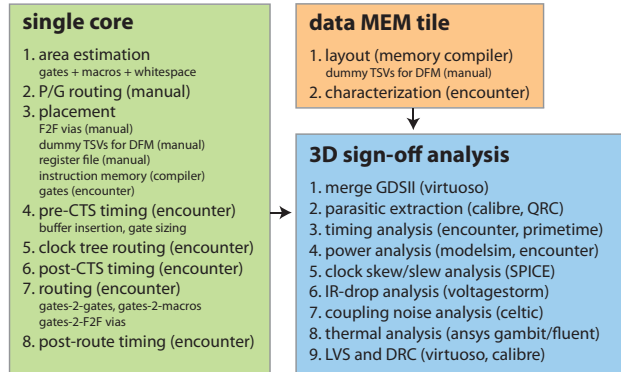 single core
1. area estimation
gates + macros + whitespace
2. P/G routing (manual)
3. placement
F2F vias (manual)
dummy TSVs for DFM (manual)
register file (manual)
instruction memory (compiler)
gates (encounter)
4. pre-CTS timing (encounter)
buffer insertion, gate sizing
5. clock tree routing (encounter)
6. post-CTS timing (encounter)
7. routing (encounter)
gates-2-gates, gates-2-macros
gates-2-F2F vias
8. post-route timing (encounter)
data MEM tile
1. layout (memory compiler)
dummy TSVs for DFM (manual)
2. characterization (encounter)
3D sign-off analysis
1. merge GDSII (virtuoso)
2. parasitic extraction (calibre, QRC)
3. timing analysis (encounter, primetime)
4. power analysis (modelsim, encounter)
5. clock skew/slew analysis (SPICE)
6. IR-drop analysis (voltagestorm)
7. coupling noise analysis (celtic)
8. thermal analysis (ansys gambit/fluent)
9. LVS and DRC (virtuoso, calibre)